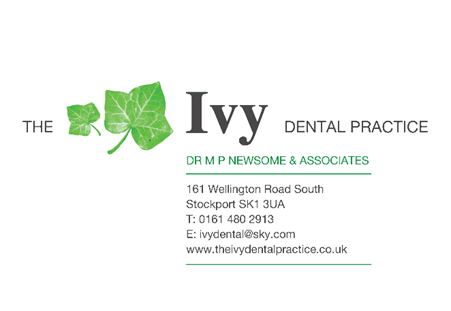 THE Ivy DENTAL PRACTICE
DR M P NEWSOME & ASSOCIATES
161 Wellington Road South
Stockport SK1 3UA
T: 0161 480 2913
E: ivydental@sky.com
www.theivydentalpractice.co.uk